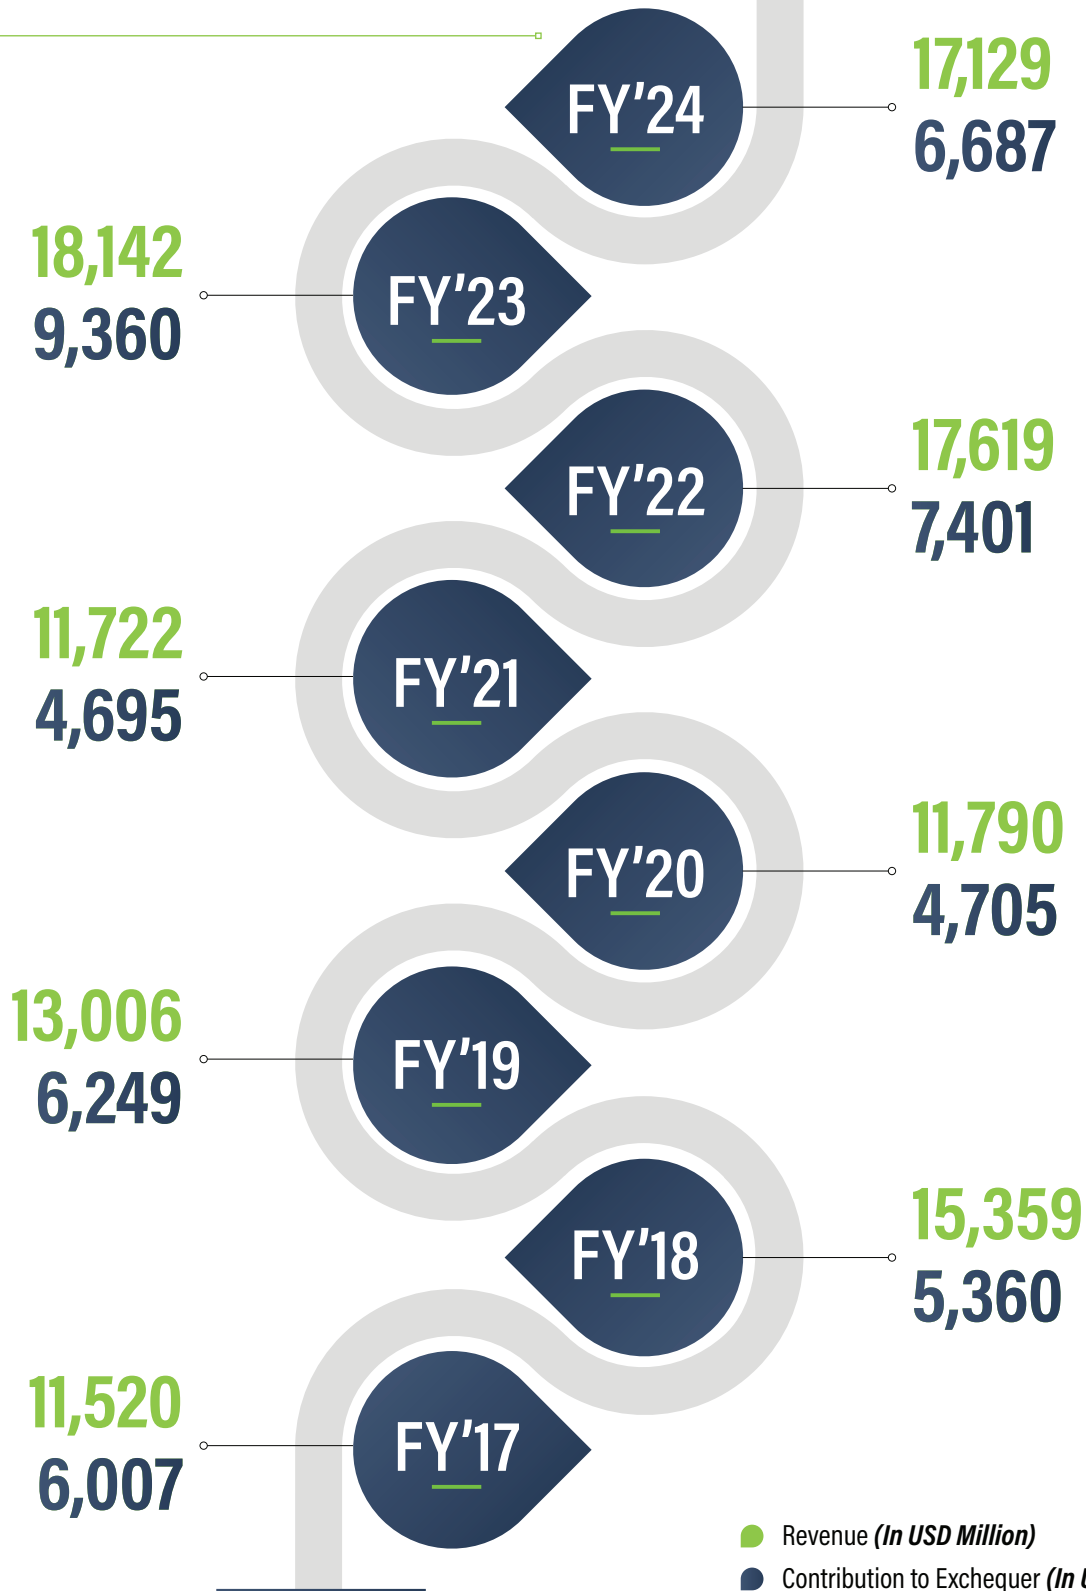 FY'24
17,129
6,687
18,142
9,360
FY'23
FY'22
17,619
7,401
11,722
4,695
FY'21
FY'20
11,790
4,705
13,006
6,249
FY'19
FY'18
15,359
5,360
11,520
6,007
FY'17
Revenue (In USD Million)
Contribution to Exchequer (In